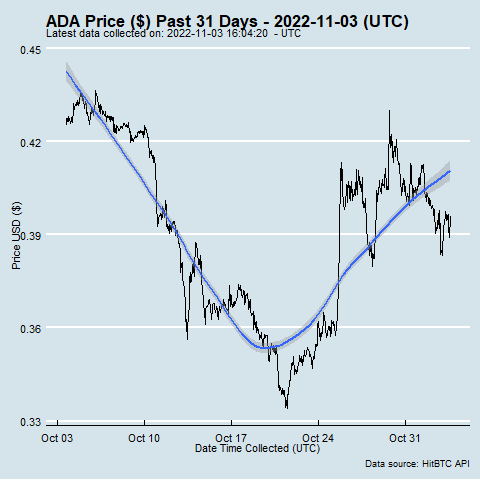 ADA Price ($) Past 31 Days - 2022-11-03 (UTC)
Latest data collected on: 2022-11-03 16:04:20 - UTC
0.45
0.42
0.39
0.36
0.33
Price USD ($)
Oct 03 Oct 10 Oct 17 Oct 24 Oct 31
Date Time Collected (UTC)
Data source: HitBTC API